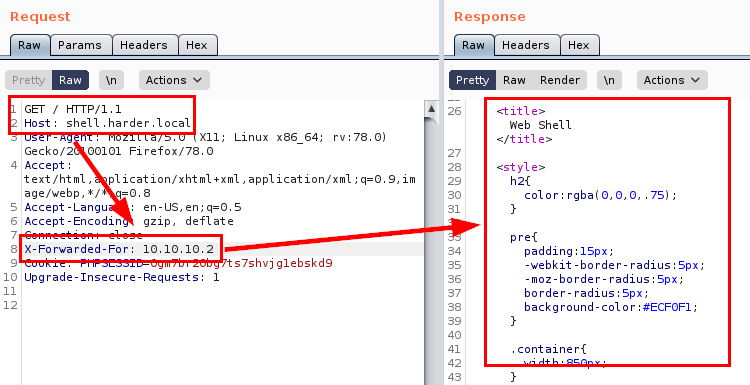 Request
Raw Params Headers Hex
Pretty Raw \n Actions
1 GET / HTTP/1.1
2 Host: shell.harder.local
3 User-Agent: Mozilla/5.0 (X11; Linux x86_64; rv:78.0)
Gecko/20100101 Firefox/78.0
4 Accept:
text/html,application/xhtml+xml,application/xml;q=0.9,im
age/webp,*/*;q=0.8
5 Accept-Language: en-US,en;q=0.5
6 Accept-Encoding: gzip, deflate
7 Connection: close
8 X-Forwarded-For: 10.10.10.2
9 Cookie:
10 Upgrade-Insecure-Requests: 1
11
12
Response
Raw Headers Hex
Pretty Raw Render \n Actions
26 <title>
Web Shell
</title>
27
28 <style>
29 h2{
30 color:rgba(0,0,0,.75);
31 }
32
33 pre{
34 padding:15px;
35 -webkit-border-radius:5px;
36 -moz-border-radius:5px;
37 border-radius:5px;
38 background-color:#ECF0F1;
39 }
40
41 .container{
42 width:850px;
43 }